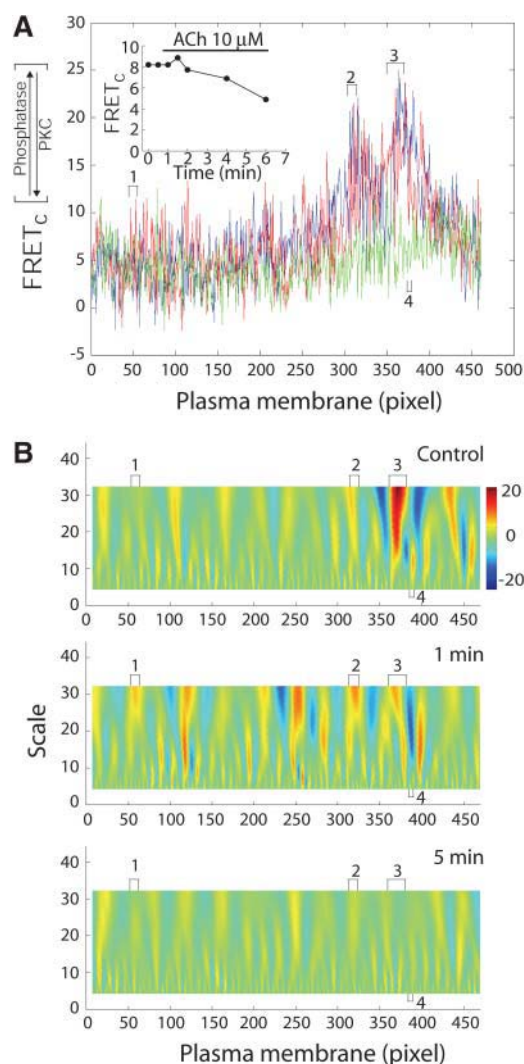 A
ACh 10 μM
FRETC
10
8
6
4
2
0
0 1 2 3 4 5 6 7
Time (min)
Phosphatase
PKC
FRETC
30
25
20
15
10
5
0
-5
1
2
3
4
0 50 100 150 200 250 300 350 400 450 500
Plasma membrane (pixel)
B
Control
1 2 3
4
40
30
20
10
0
0 50 100 150 200 250 300 350 400 450
20
0
-20
1 min
1 2 3
4
Scale
40
30
20
10
0
0 50 100 150 200 250 300 350 400 450
5 min
1 2 3
4
40
30
20
10
0
0 50 100 150 200 250 300 350 400 450
Plasma membrane (pixel)